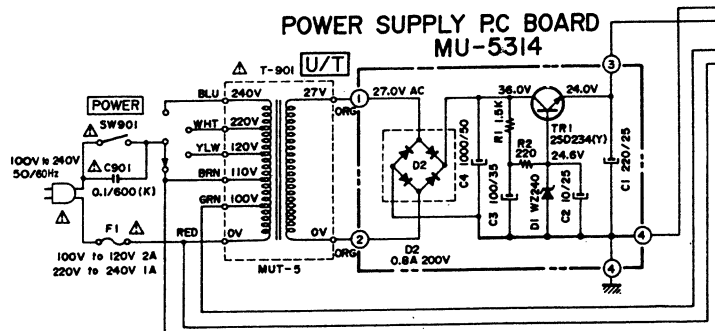 POWER SUPPLY P.C BOARD
MU-5314
U/T
T-901
POWER
SW901
100V to 240V
50/60Hz
C901
0.1/600(K)
F1
100V to 120V 2A
220V to 240V 1A
BLU
WHT
YLW
BRN
GRN
RED
240V
220V
120V
110V
100V
0V
27V
0V
MUT-5
ORG
ORG
1
27.0V AC
2
D2
D2
0.8A 200V
C4 1000/50
36.0V
24.0V
R1 1.5K
TR1
2SD234(Y)
R2
220
24.6V
C3 100/35
D1 WZ240
C2 10/25
C1 220/25
3
4
4